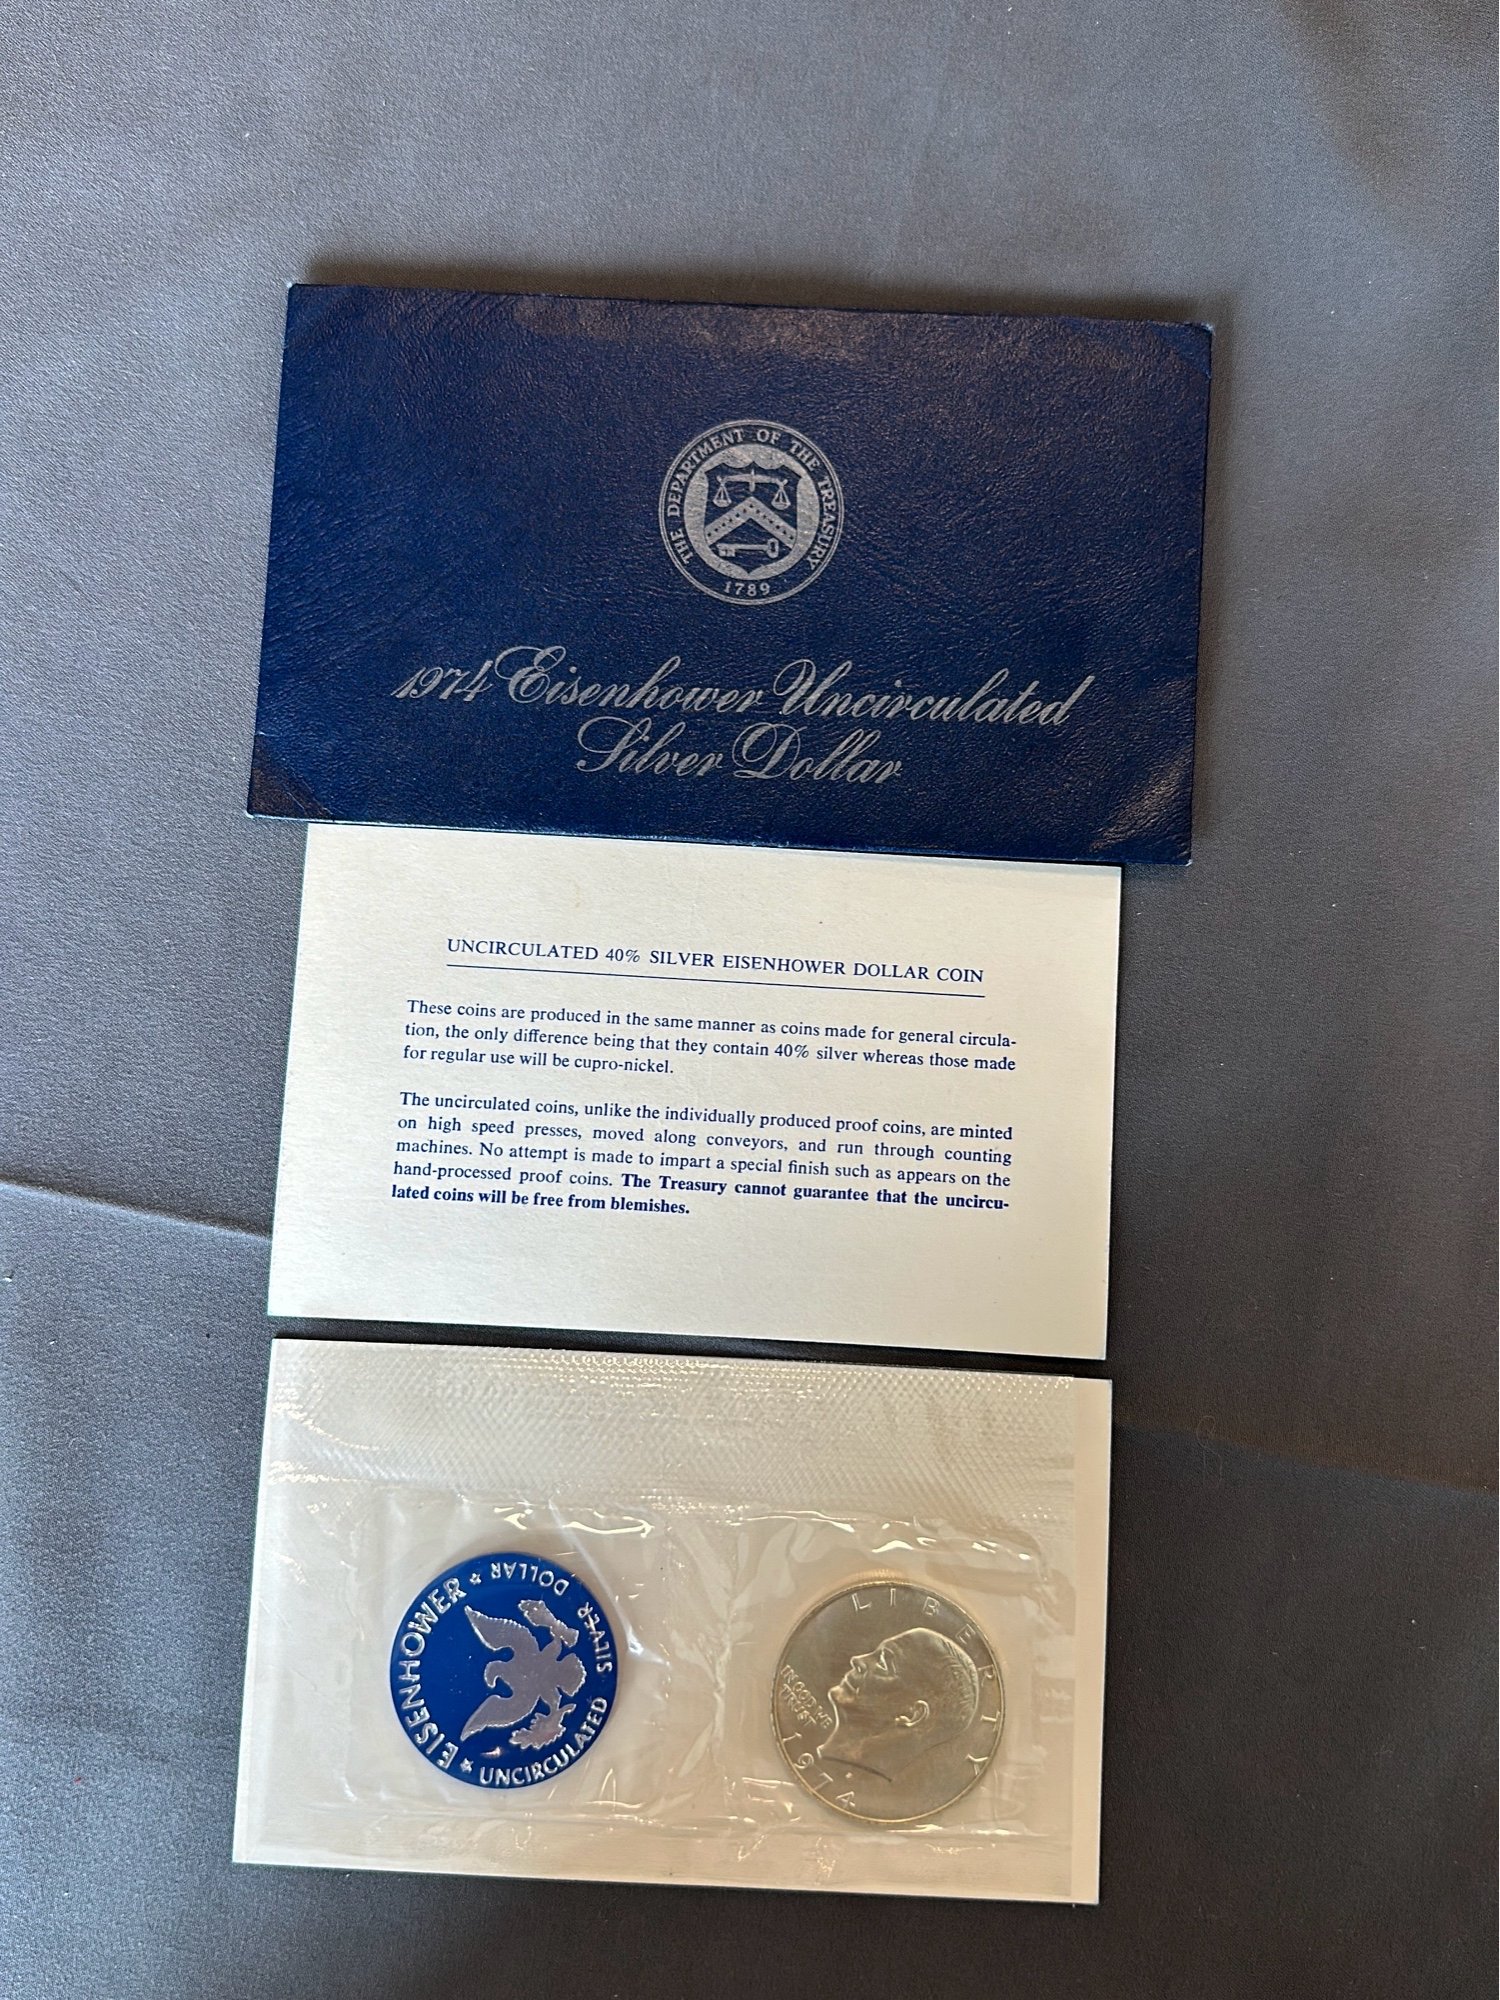 THE DEPARTMENT OF THE TREASURY
1789
1974 Eisenhower Uncirculated
Silver Dollar
UNCIRCULATED 40% SILVER EISENHOWER DOLLAR COIN
These coins are produced in the same manner as coins made for general circula-
tion, the only difference being that they contain 40% silver whereas those made
for regular use will be cupro-nickel.
The uncirculated coins, unlike the individually produced proof coins, are minted
on high speed presses, moved along conveyors, and run through counting
machines. No attempt is made to impart a special finish such as appears on the
hand-processed proof coins. The Treasury cannot guarantee that the uncircu-
lated coins will be free from blemishes.
EISENHOWER ★ DOLLAR SILVER UNCIRCULATED ★
LIBERTY
IN GOD WE
TRUST
1974